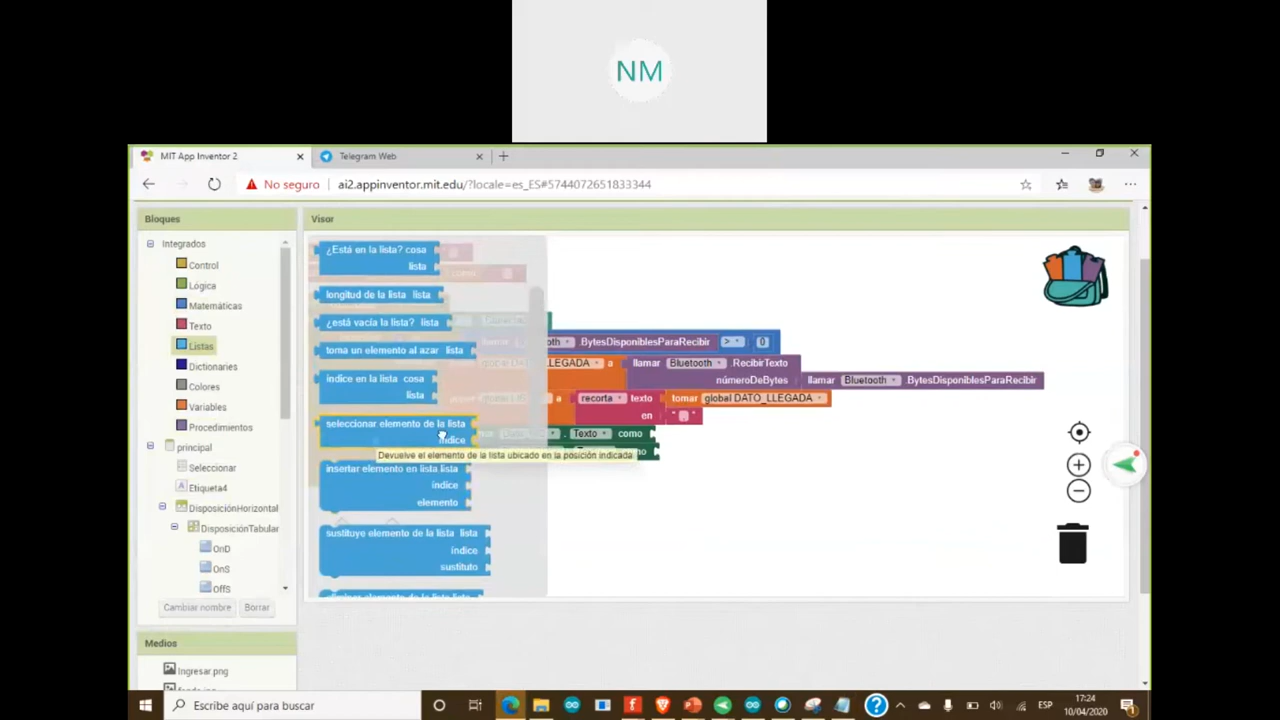 NM
MIT App Inventor 2
Telegram Web
No seguro
ai2.appinventor.mit.edu/?locale=es_ES#5744072651833344
Bloques
Visor
Integrados
Control
Lógica
Matemáticas
Texto
Listas
Dictionaries
Colores
Variables
Procedimientos
principal
Seleccionar
Etiqueta4
DisposiciónHorizontal
DisposiciónTabular
OnD
OnS
OffS
Cambiar nombre
Borrar
Medios
Ingresar.png
¿Está en la lista? cosa
lista
longitud de la lista lista
¿está vacía la lista? lista
toma un elemento al azar lista
índice en la lista cosa
lista
seleccionar elemento de la lista
índice
Devuelve el elemento de la lista ubicado en la posición indicada
insertar elemento en lista lista
índice
elemento
sustituye elemento de la lista lista
índice
sustituto
.BytesDisponiblesParaRecibir > 0
LLEGADA a llamar Bluetooth .RecibirTexto
númeroDeBytes llamar Bluetooth .BytesDisponiblesParaRecibir
a recorta texto tomar global DATO_LLEGADA
en
Texto como
Escribe aquí para buscar
ESP
17:24
10/04/2020